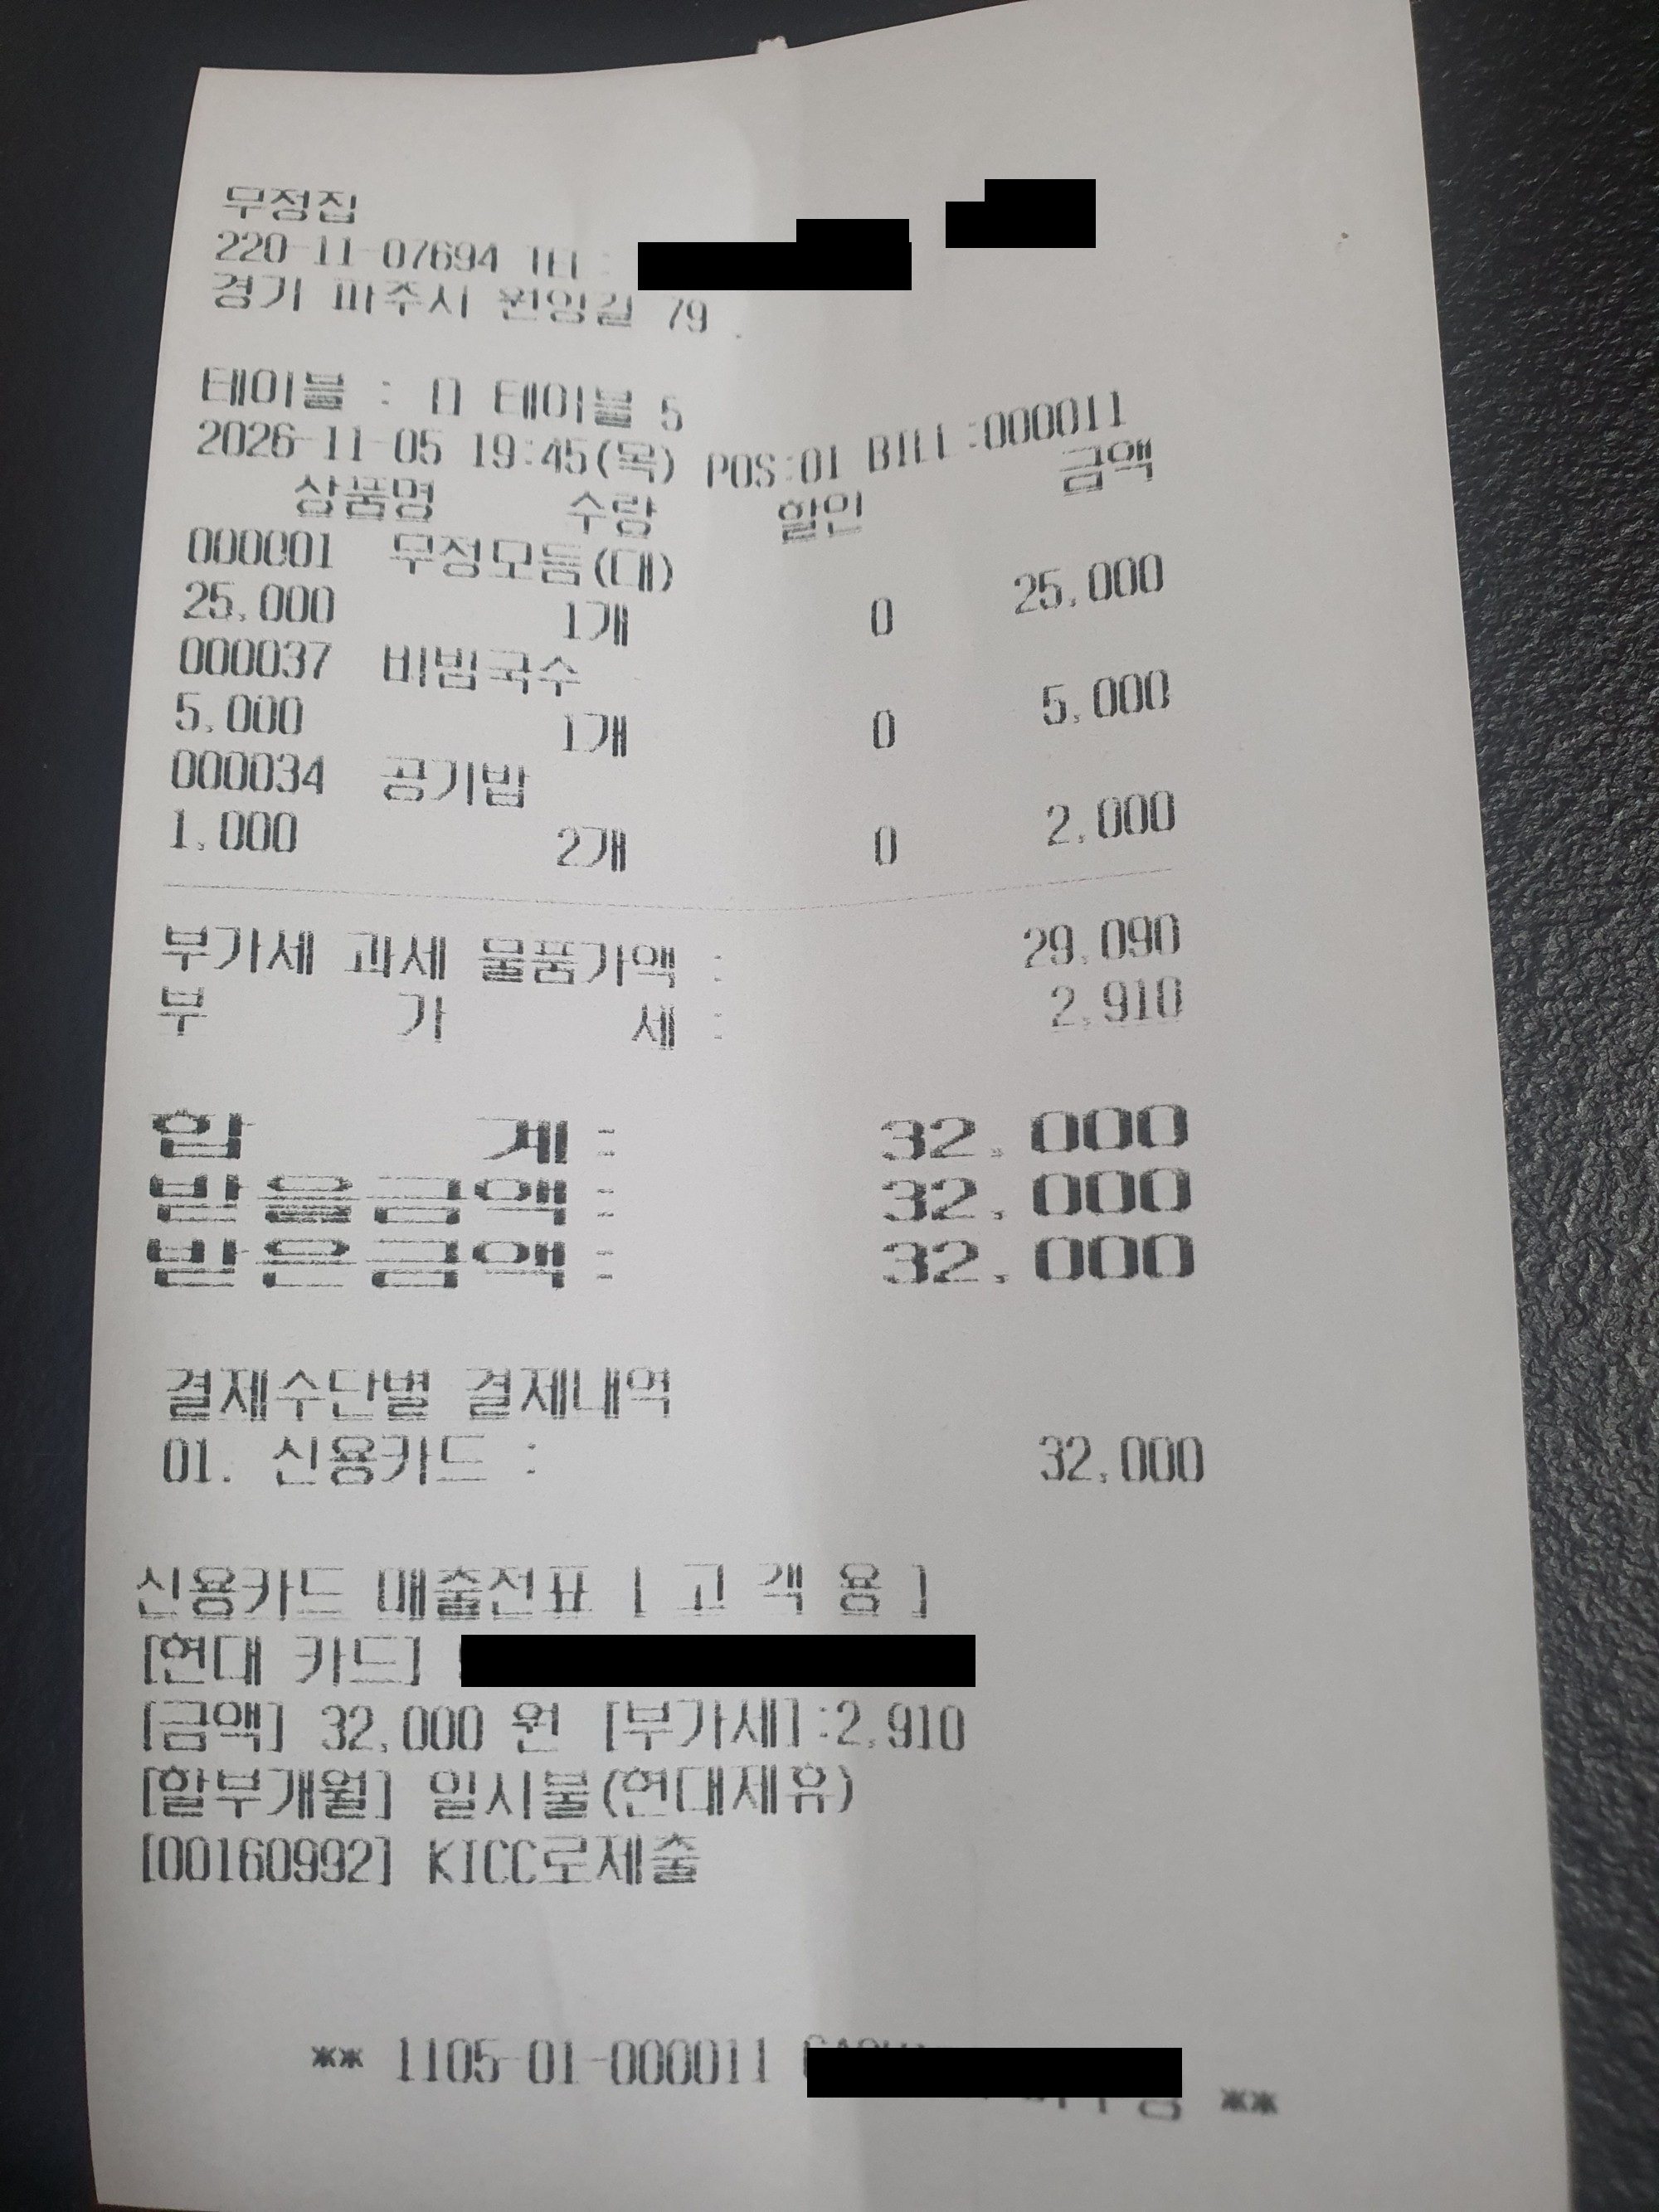 무정집
220-11-07694 TEL :
경기 파주시 원앙길 79 .
테이블 : [] 테이블 5
2026-11-05 19:45(목) POS:01 BILL:000011
상품명 수량 할인 금액
000001 무정모듬(대)
25,000 1개 0 25,000
000037 비빔국수
5,000 1개 0 5,000
000034 공기밥
1,000 2개 0 2,000
부가세 과세 물품가액 : 29,090
부 가 세 : 2,910
합 계 : 32,000
받을금액 : 32,000
받은금액 : 32,000
결제수단별 결제내역
01. 신용카드 : 32,000
신용카드 매출전표 [ 고 객 용 ]
[현대 카드]
[금액] 32,000 원 [부가세]:2,910
[할부개월] 일시불(현대제유)
[00160992] KICC로제출
** 1105-01-000011 **